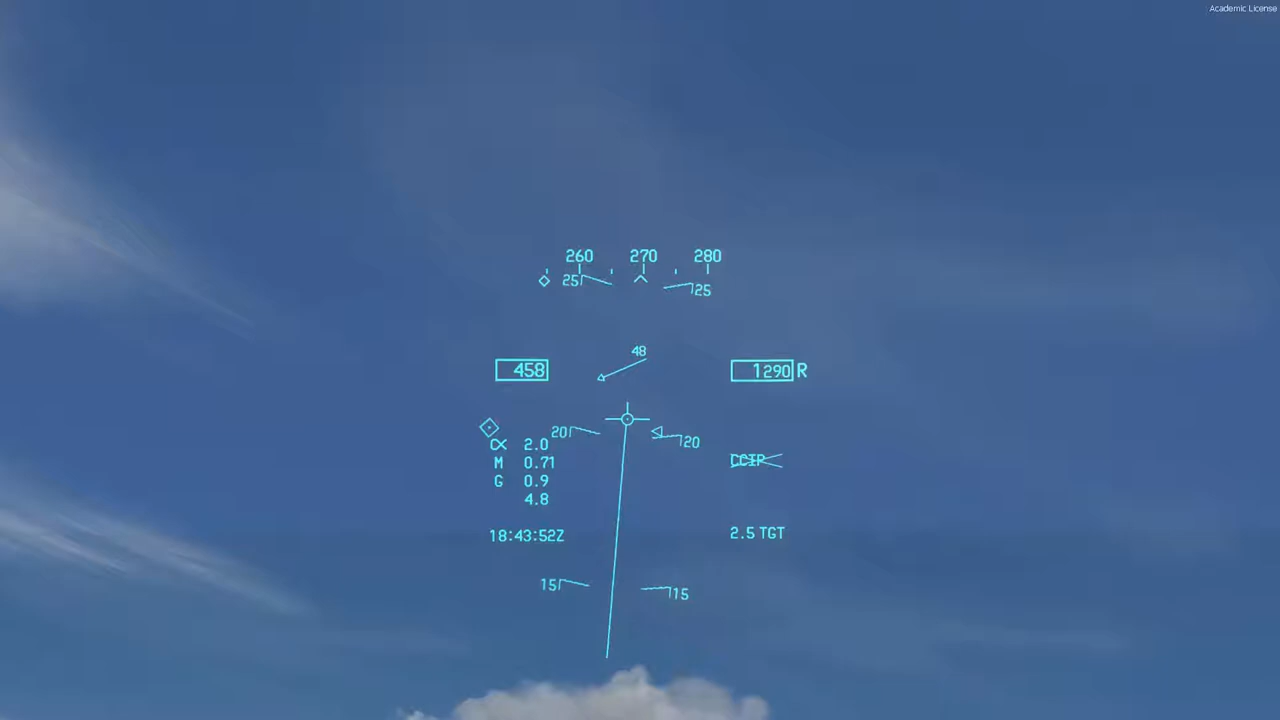 Academic License
260 270 280
25 25
48
458 1290 R
20 20
α 2.0
M 0.71 CCIP
G 0.9
4.8
18:43:52Z 2.5 TGT
15 15